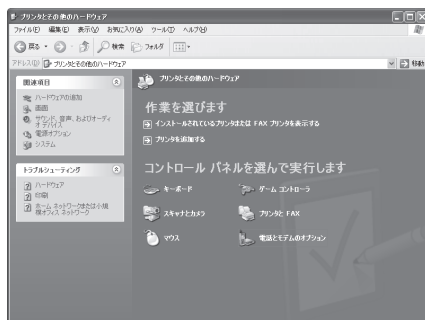 プリンタとその他のハードウェア
ファイル(F) 編集(E) 表示(V) お気に入り(A) ツール(T) ヘルプ(H)
戻る 検索 フォルダ
アドレス(D) プリンタとその他のハードウェア 移動
関連項目
ハードウェアの追加
画面
サウンド、音声、およびオーディ
オ デバイス
電源オプション
システム
トラブルシューティング
ハードウェア
印刷
ホーム ネットワークまたは小規
模オフィス ネットワーク
プリンタとその他のハードウェア
作業を選びます
インストールされているプリンタまたは FAX プリンタを表示する
プリンタを追加する
コントロール パネルを選んで実行します
キーボード
ゲーム コントローラ
スキャナとカメラ
プリンタと FAX
マウス
電話とモデムのオプション